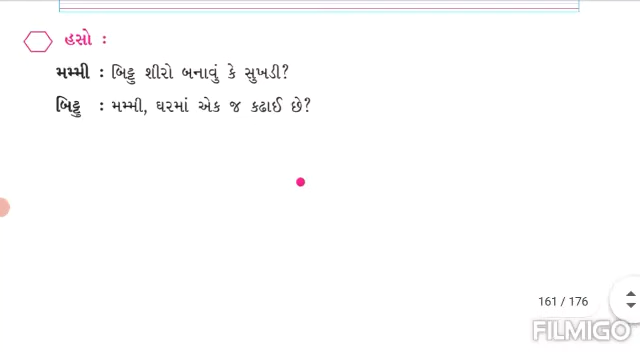 હસો :
મમ્મી : બિટ્ટુ શીરો બનાવું કે સુખડી?
બિટ્ટુ : મમ્મી, ઘરમાં એક જ કઢાઈ છે?
161 / 176
FILMIGO